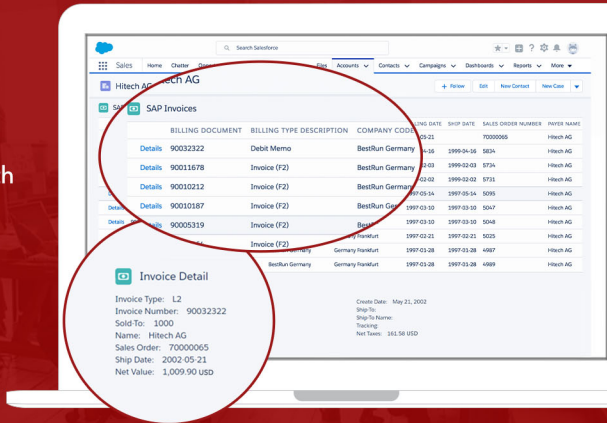 th
Search Salesforce
Sales Home Chatter Files Accounts Contacts Campaigns Dashboards Reports More
Hitech AG
+ Follow Edit New Contact New Case
SAP Invoices
BILLING DOCUMENT BILLING TYPE DESCRIPTION COMPANY CODE
BILLING DATE SHIP DATE SALES ORDER NUMBER PAYER NAME
Details 90032322 Debit Memo BestRun Germany
70000065 Hitech AG
Details 90011678 Invoice (F2) BestRun Germany
1999-04-16 5834 Hitech AG
Details 90010212 Invoice (F2) BestRun Germany
1999-02-03 5734 Hitech AG
1999-02-02 5731 Hitech AG
Details 90010187 Invoice (F2) BestRun
1997-05-14 1997-05-14 5095 Hitech AG
1997-03-10 1997-03-10 5047 Hitech AG
Details 90005319 Invoice (F2)
1997-03-10 1997-03-10 5048 Hitech AG
Frankfurt 1997-02-21 1997-02-21 5025 Hitech AG
Invoice (F2)
Germany Frankfurt 1997-01-28 1997-01-28 4987 Hitech AG
BestRun Germany Germany Frankfurt 1997-01-28 1997-01-28 4989 Hitech AG
Invoice Detail
Invoice Type: L2
Invoice Number: 90032322
Sold-To: 1000
Name: Hitech AG
Sales Order: 70000065
Ship Date: 2002-05-21
Net Value: 1,009.90 USD
Create Date: May 21, 2002
Ship-To:
Ship-To Name:
Tracking:
Net Taxes: 161.58 USD